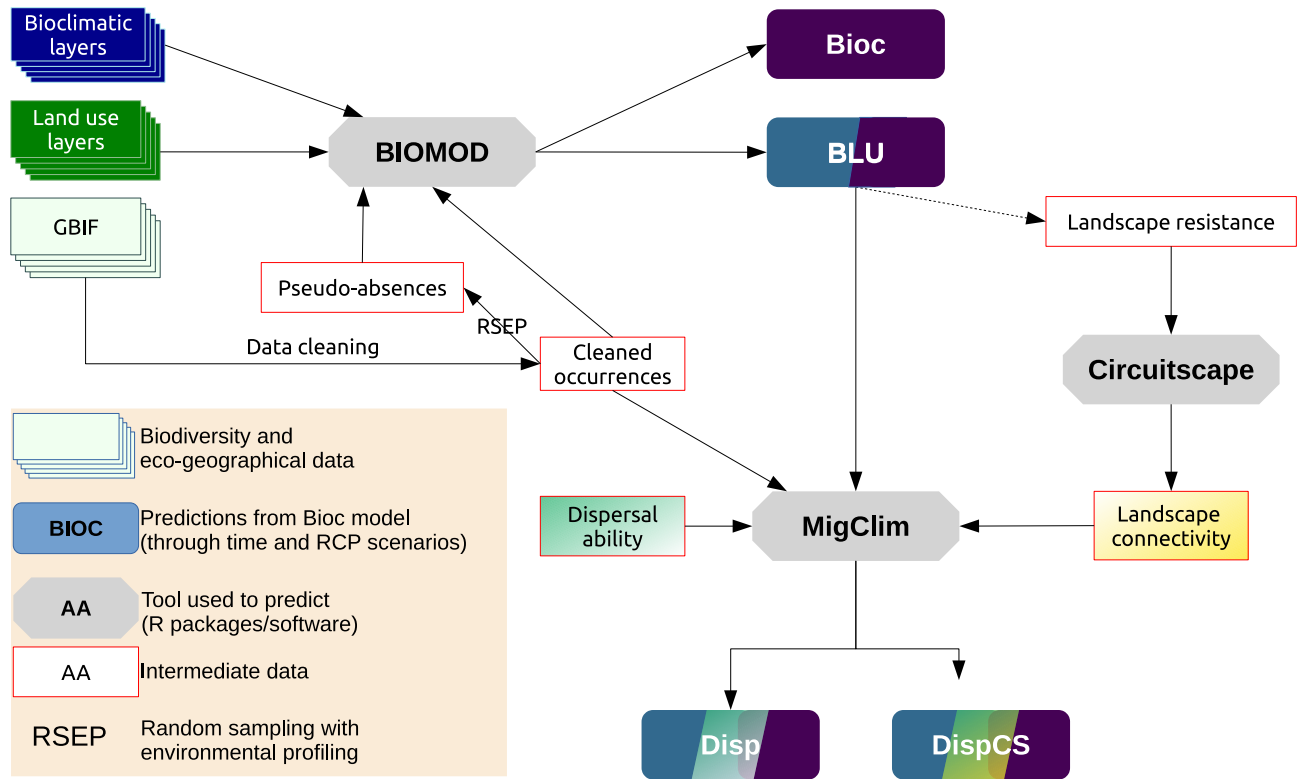 Bioclimatic
layers
Bioc
Land use
layers
BIOMOD
BLU
GBIF
Landscape resistance
Pseudo-absences
RSEP
Data cleaning
Cleaned
occurrences
Circuitscape
Biodiversity and
eco-geographical data
BIOC
Predictions from Bioc model
(through time and RCP scenarios)
Dispersal
ability
MigClim
Landscape
connectivity
AA
Tool used to predict
(R packages/software)
AA
Intermediate data
RSEP
Random sampling with
environmental profiling
Disp
DispCS